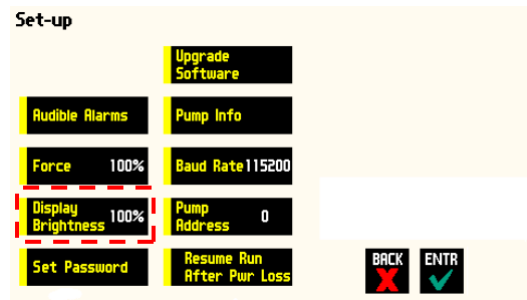 Set-up
Upgrade
Software
Audible Alarms
Pump Info
Force 100%
Baud Rate 115200
Display
Brightness 100%
Pump
Address 0
Set Password
Resume Run
After Pwr Loss
BACK
ENTR